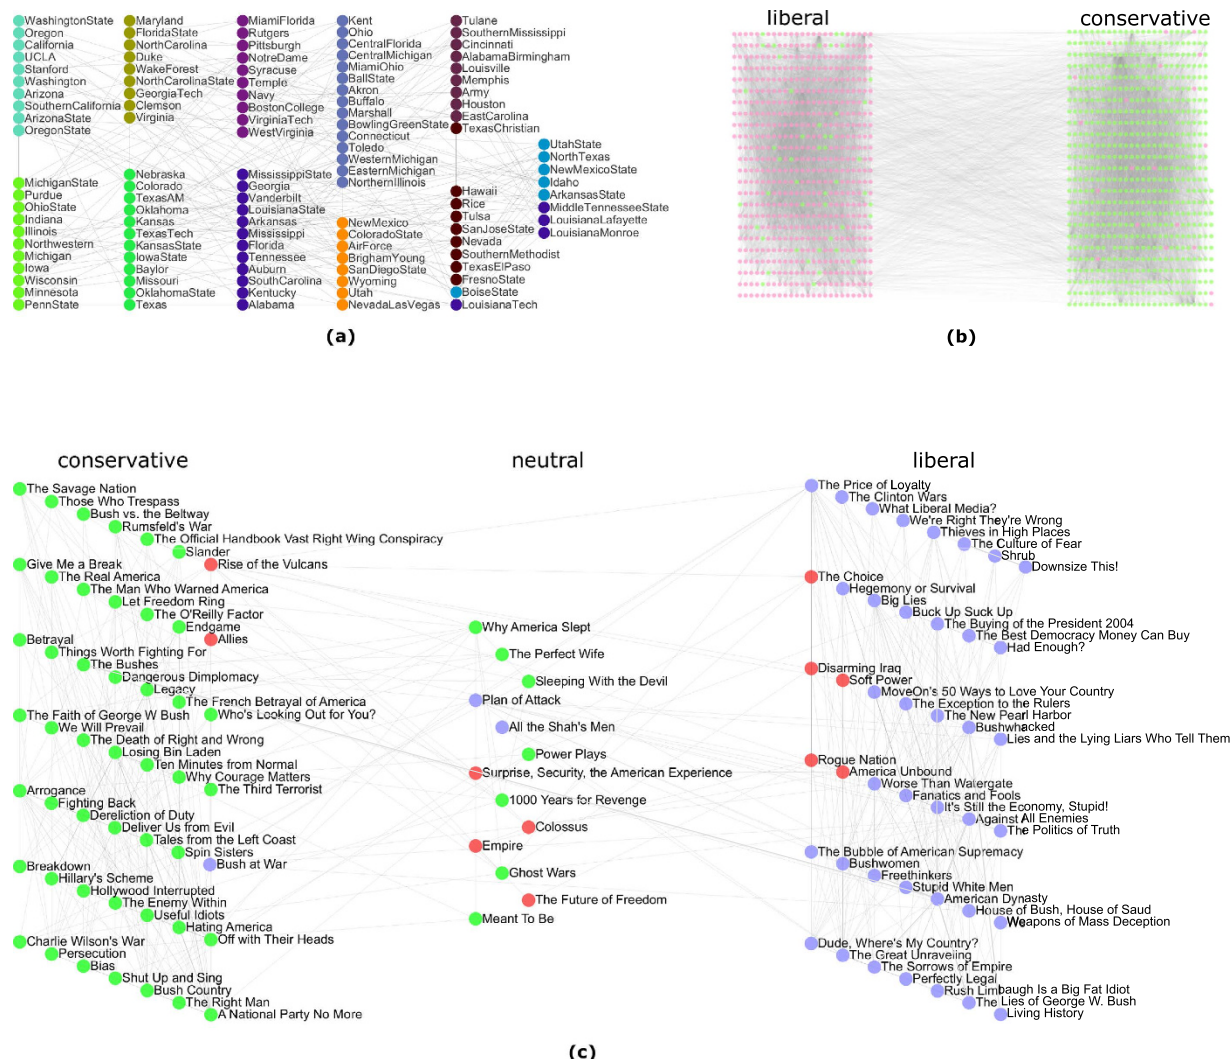 WashingtonState
Oregon
California
UCLA
Stanford
Washington
Arizona
SouthernCalifornia
ArizonaState
OregonState
Maryland
FloridaState
NorthCarolina
Duke
WakeForest
NorthCarolinaState
GeorgiaTech
Clemson
Virginia
MiamiFlorida
Rutgers
Pittsburgh
NotreDame
Syracuse
Temple
Navy
BostonCollege
VirginiaTech
WestVirginia
Kent
Ohio
CentralFlorida
CentralMichigan
MiamiOhio
BallState
Akron
Buffalo
Marshall
BowlingGreenState
Connecticut
Toledo
WesternMichigan
EasternMichigan
NorthernIllinois
Tulane
SouthernMississippi
Cincinnati
AlabamaBirmingham
Louisville
Memphis
Army
Houston
EastCarolina
TexasChristian
UtahState
NorthTexas
NewMexicoState
Idaho
ArkansasState
MiddleTennesseeState
LouisianaLafayette
LouisianaMonroe
MichiganState
Purdue
OhioState
Indiana
Illinois
Northwestern
Michigan
Iowa
Wisconsin
Minnesota
PennState
Nebraska
Colorado
TexasAM
Oklahoma
Kansas
TexasTech
KansasState
IowaState
Baylor
Missouri
OklahomaState
Texas
MississippiState
Georgia
Vanderbilt
LouisianaState
Arkansas
Mississippi
Florida
Tennessee
Auburn
SouthCarolina
Kentucky
Alabama
NewMexico
ColoradoState
AirForce
BrighamYoung
SanDiegoState
Wyoming
Utah
NevadaLasVegas
Hawaii
Rice
Tulsa
SanJoseState
Nevada
SouthernMethodist
TexasElPaso
FresnoState
BoiseState
LouisianaTech
(a)
liberal
conservative
(b)
conservative
The Savage Nation
Those Who Trespass
Bush vs. the Beltway
Rumsfeld's War
The Official Handbook Vast Right Wing Conspiracy
Slander
Give Me a Break
Rise of the Vulcans
The Real America
The Man Who Warned America
Let Freedom Ring
The O'Reilly Factor
Endgame
Betrayal
Allies
Things Worth Fighting For
The Bushes
Dangerous Dimplomacy
Legacy
The French Betrayal of America
The Faith of George W Bush
Who's Looking Out for You?
We Will Prevail
The Death of Right and Wrong
Losing Bin Laden
Ten Minutes from Normal
Why Courage Matters
Arrogance
The Third Terrorist
Fighting Back
Dereliction of Duty
Deliver Us from Evil
Tales from the Left Coast
Spin Sisters
Breakdown
Bush at War
Hillary's Scheme
Hollywood Interrupted
The Enemy Within
Useful Idiots
Hating America
Charlie Wilson's War
Off with Their Heads
Persecution
Bias
Shut Up and Sing
Bush Country
The Right Man
A National Party No More
neutral
Why America Slept
The Perfect Wife
Sleeping With the Devil
Plan of Attack
All the Shah's Men
Power Plays
Surprise, Security, the American Experience
1000 Years for Revenge
Colossus
Empire
Ghost Wars
The Future of Freedom
Meant To Be
liberal
The Price of Loyalty
The Clinton Wars
What Liberal Media?
We're Right They're Wrong
Thieves in High Places
The Culture of Fear
Shrub
Downsize This!
The Choice
Hegemony or Survival
Big Lies
Buck Up Suck Up
The Buying of the President 2004
The Best Democracy Money Can Buy
Had Enough?
Disarming Iraq
Soft Power
MoveOn's 50 Ways to Love Your Country
The Exception to the Rulers
The New Pearl Harbor
Bushwhacked
Lies and the Lying Liars Who Tell Them
Rogue Nation
America Unbound
Worse Than Watergate
Fanatics and Fools
It's Still the Economy, Stupid!
Against All Enemies
The Politics of Truth
The Bubble of American Supremacy
Bushwomen
Freethinkers
Stupid White Men
American Dynasty
House of Bush, House of Saud
Weapons of Mass Deception
Dude, Where's My Country?
The Great Unraveiing
The Sorrows of Empire
Perfectly Legal
Rush Limbaugh Is a Big Fat Idiot
The Lies of George W. Bush
Living History
(c)